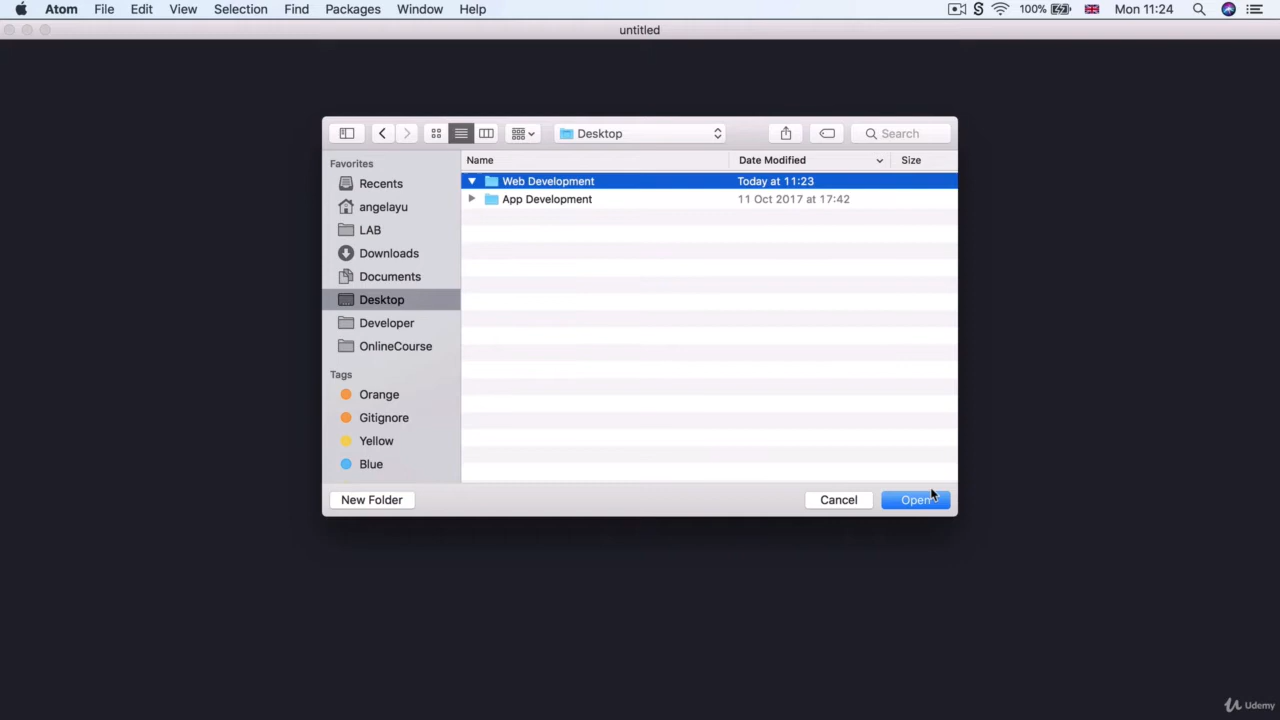 Atom File Edit View Selection Find Packages Window Help 100% Mon 11:24
untitled
Desktop Search
Favorites
Recents
angelayu
LAB
Downloads
Documents
Desktop
Developer
OnlineCourse
Tags
Orange
Gitignore
Yellow
Blue
Name Date Modified Size
Web Development Today at 11:23
App Development 11 Oct 2017 at 17:42
New Folder Cancel Open
Udemy